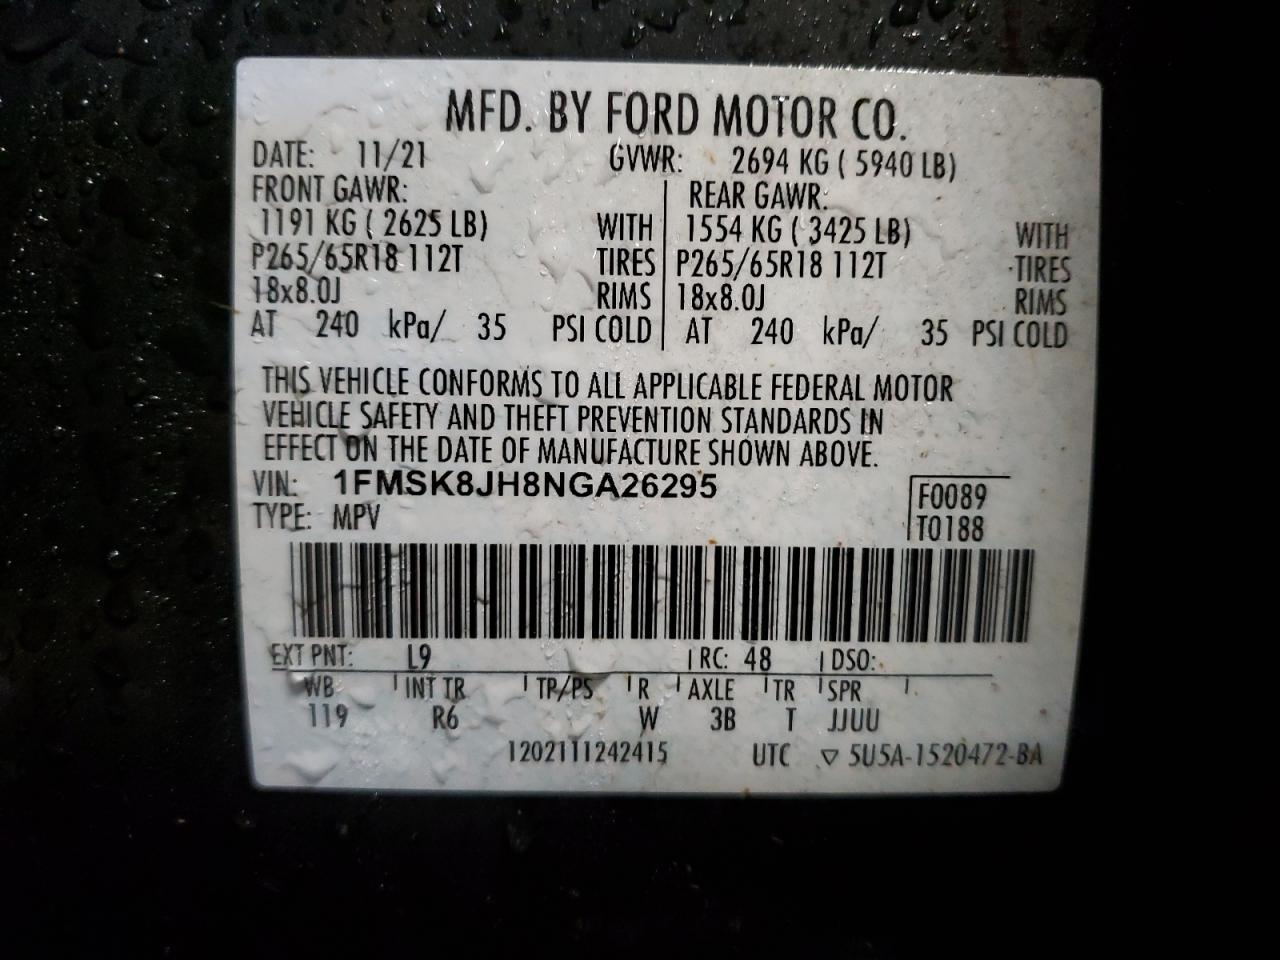 MFD. BY FORD MOTOR CO.
DATE: 11/21 GVWR: 2694 KG ( 5940 LB)
FRONT GAWR: REAR GAWR:
1191 KG ( 2625 LB) WITH 1554 KG ( 3425 LB) WITH
P265/65R18 112T TIRES P265/65R18 112T TIRES
18x8.0J RIMS 18x8.0J RIMS
AT 240 kPa/ 35 PSI COLD AT 240 kPa/ 35 PSI COLD
THIS VEHICLE CONFORMS TO ALL APPLICABLE FEDERAL MOTOR
VEHICLE SAFETY AND THEFT PREVENTION STANDARDS IN
EFFECT ON THE DATE OF MANUFACTURE SHOWN ABOVE.
VIN: 1FMSK8JH8NGA26295 F0089
TYPE: MPV T0188
EXT PNT: L9 RC: 48 DSO:
WB INT TR TP/PS R AXLE TR SPR
119 R6 W 3B T JJUU
1202111242415 UTC ▽ 5U5A-1520472-BA